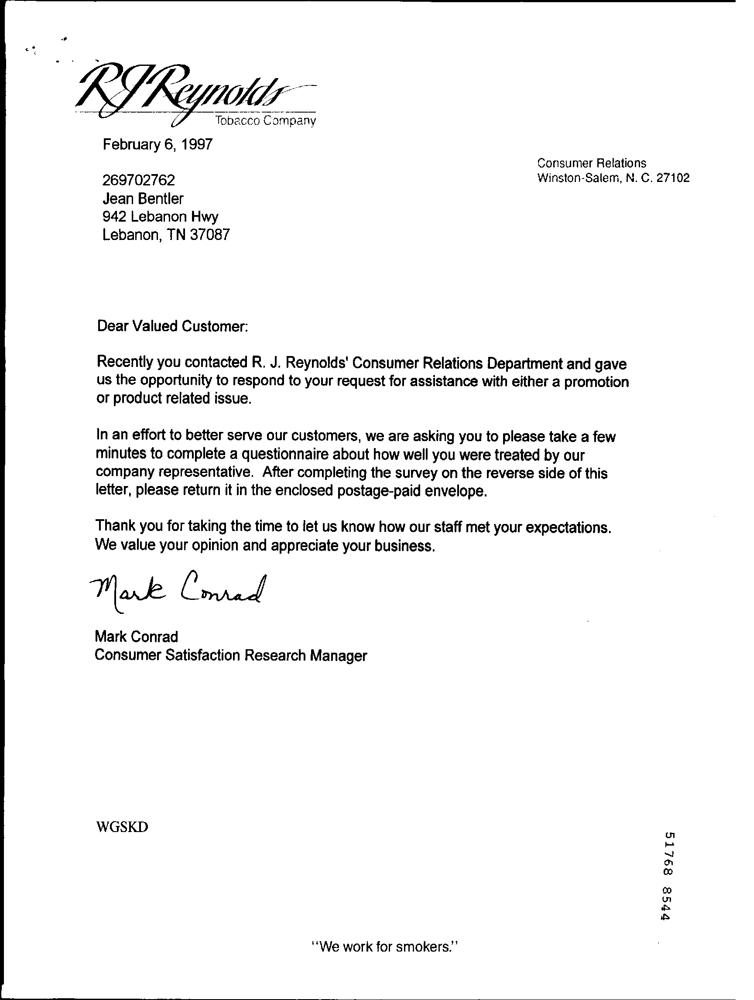 RJReynolds
Tobacco Company
February 6, 1997
Consumer Relations
Winston-Salem, N. C. 27102
269702762
Jean Bentler
942 Lebanon Hwy
Lebanon, TN 37087
Dear Valued Customer:
Recently you contacted R. J. Reynolds' Consumer Relations Department and gave
us the opportunity to respond to your request for assistance with either a promotion
or product related issue.
In an effort to better serve our customers, we are asking you to please take a few
minutes to complete a questionnaire about how well you were treated by our
company representative.  After completing the survey on the reverse side of this
letter, please return it in the enclosed postage-paid envelope.
Thank you for taking the time to let us know how our staff met your expectations.
We value your opinion and appreciate your business.
Mark Conrad
Mark Conrad
Consumer Satisfaction Research Manager
WGSKD
51768 8544
"We work for smokers."